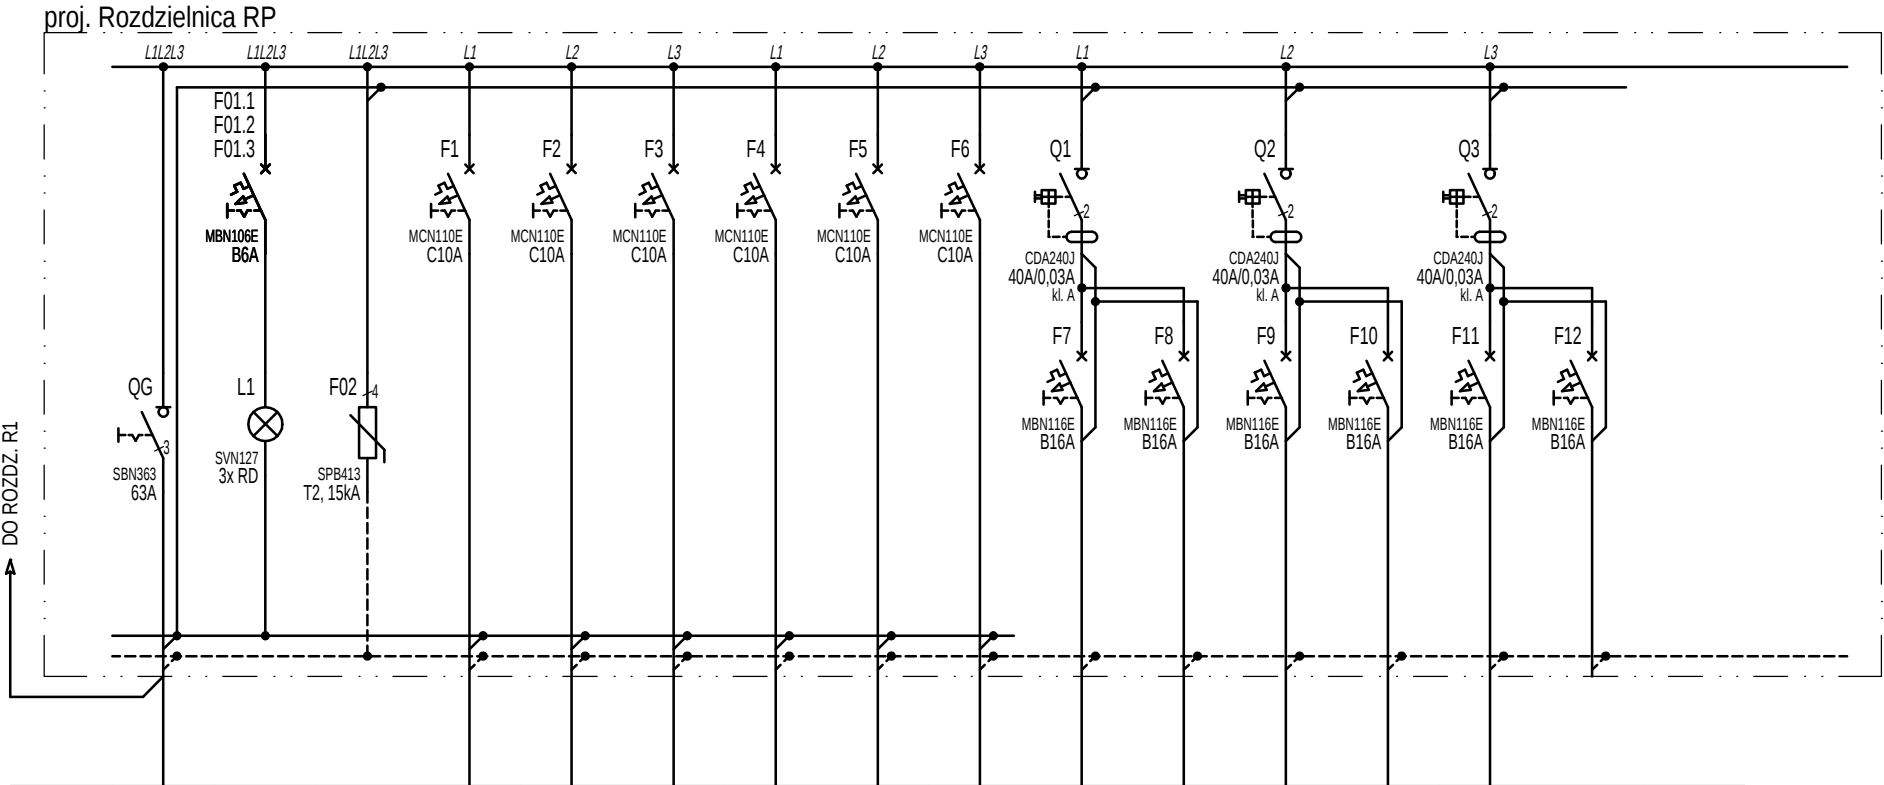 proj. Rozdzielnica RP
L1L2L3 L1L2L3 L1L2L3 L1 L2 L3 L1 L2 L3 L1 L2 L3
F01.1
F01.2
F01.3 F1 F2 F3 F4 F5 F6 Q1 Q2 Q3
2 2 2
MBN106E MCN110E MCN110E MCN110E MCN110E MCN110E MCN110E
B6A C10A C10A C10A C10A C10A C10A
CDA240J CDA240J CDA240J
40A/0,03A 40A/0,03A 40A/0,03A
kl. A kl. A kl. A
F7 F8 F9 F10 F11 F12
QG L1 F02 4
MBN116E MBN116E MBN116E MBN116E MBN116E MBN116E
B16A B16A B16A B16A B16A B16A
3
SBN363 SVN127 SPB413
63A 3x RD T2, 15kA
DO ROZDZ. R1